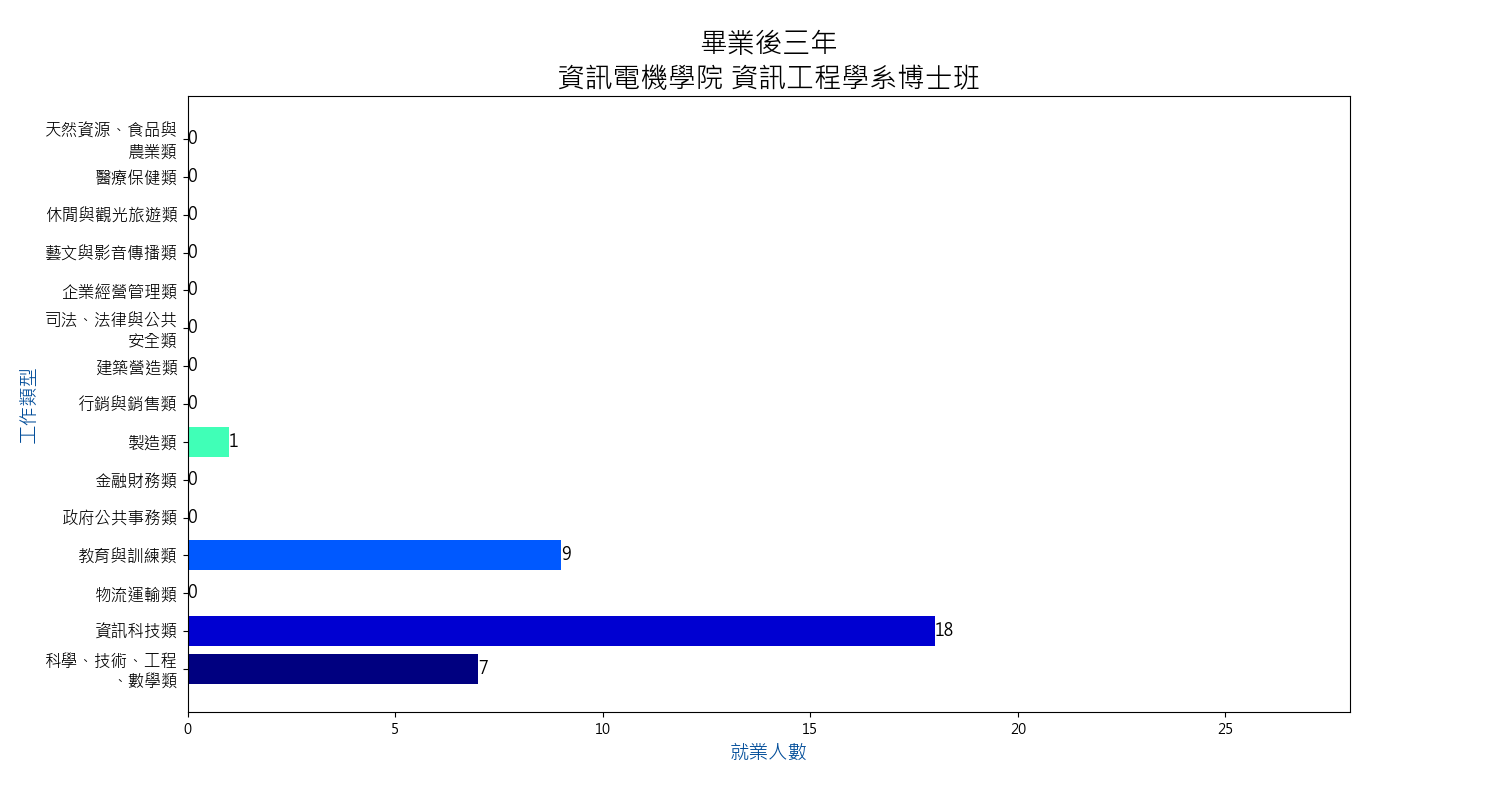 畢業後三年
資訊電機學院 資訊工程學系博士班
天然資源、食品與
農業類
0
醫療保健類
0
休閒與觀光旅遊類
0
藝文與影音傳播類
0
企業經營管理類
0
司法、法律與公共
安全類
0
建築營造類
0
行銷與銷售類
0
製造類
1
金融財務類
0
政府公共事務類
0
教育與訓練類
9
物流運輸類
0
資訊科技類
18
科學、技術、工程
、數學類
7
工作類型
0
5
10
15
20
25
就業人數